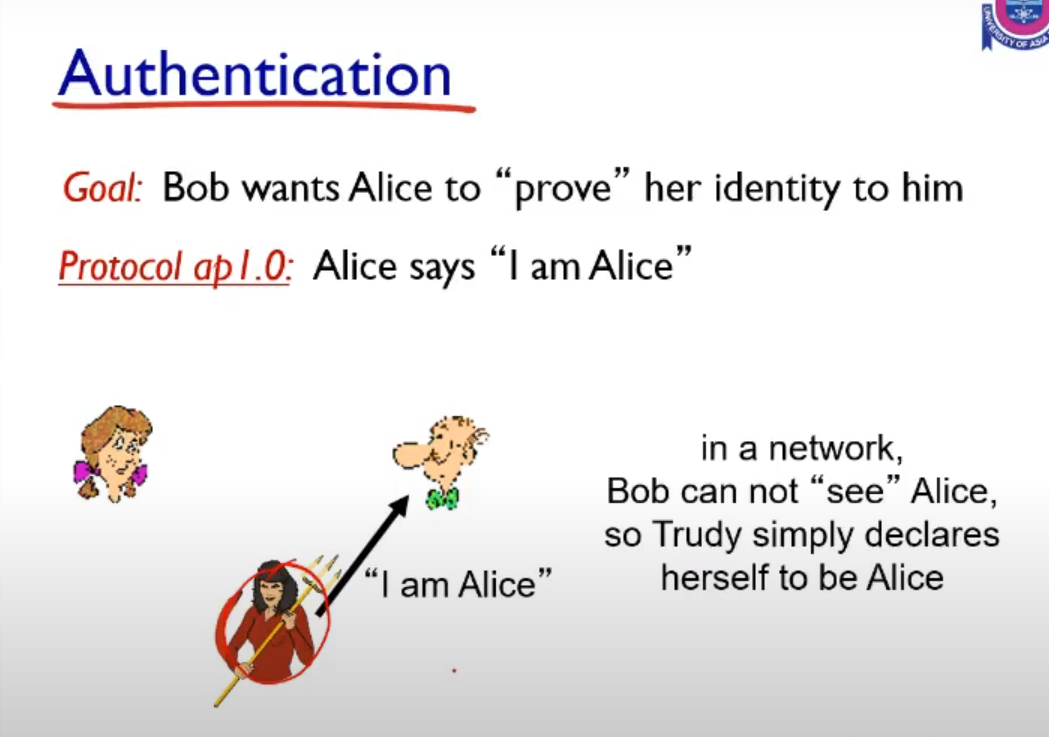 UNIVERSITY OF ASIA
Authentication
Goal: Bob wants Alice to “prove” her identity to him
Protocol ap1.0: Alice says “I am Alice”
in a network,
Bob can not “see” Alice,
so Trudy simply declares
herself to be Alice
“I am Alice”